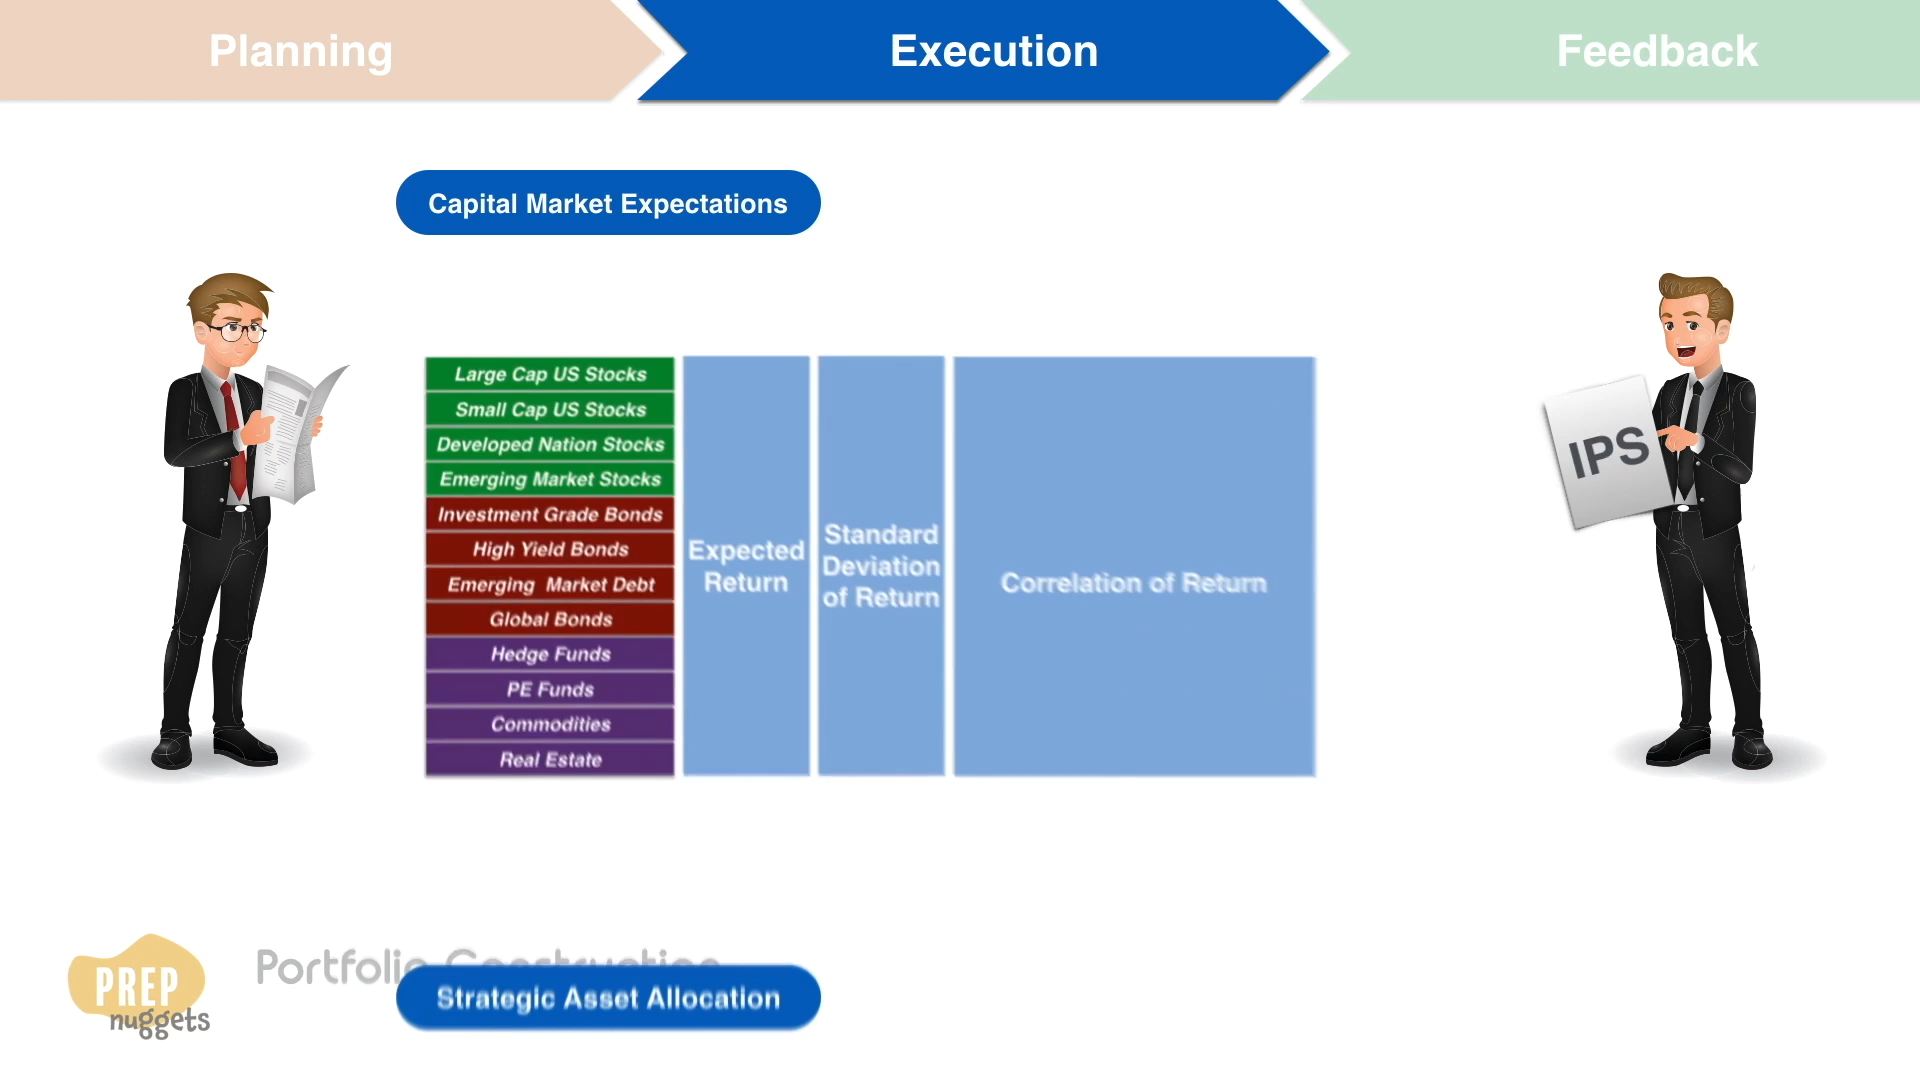 Planning
Execution
Feedback
Capital Market Expectations
Large Cap US Stocks
Small Cap US Stocks
Developed Nation Stocks
Emerging Market Stocks
Investment Grade Bonds
High Yield Bonds
Emerging Market Debt
Global Bonds
Hedge Funds
PE Funds
Commodities
Real Estate
Expected
Return
Standard
Deviation
of Return
Correlation of Return
IPS
Portfolio Construction
Strategic Asset Allocation
PREP
nuggets